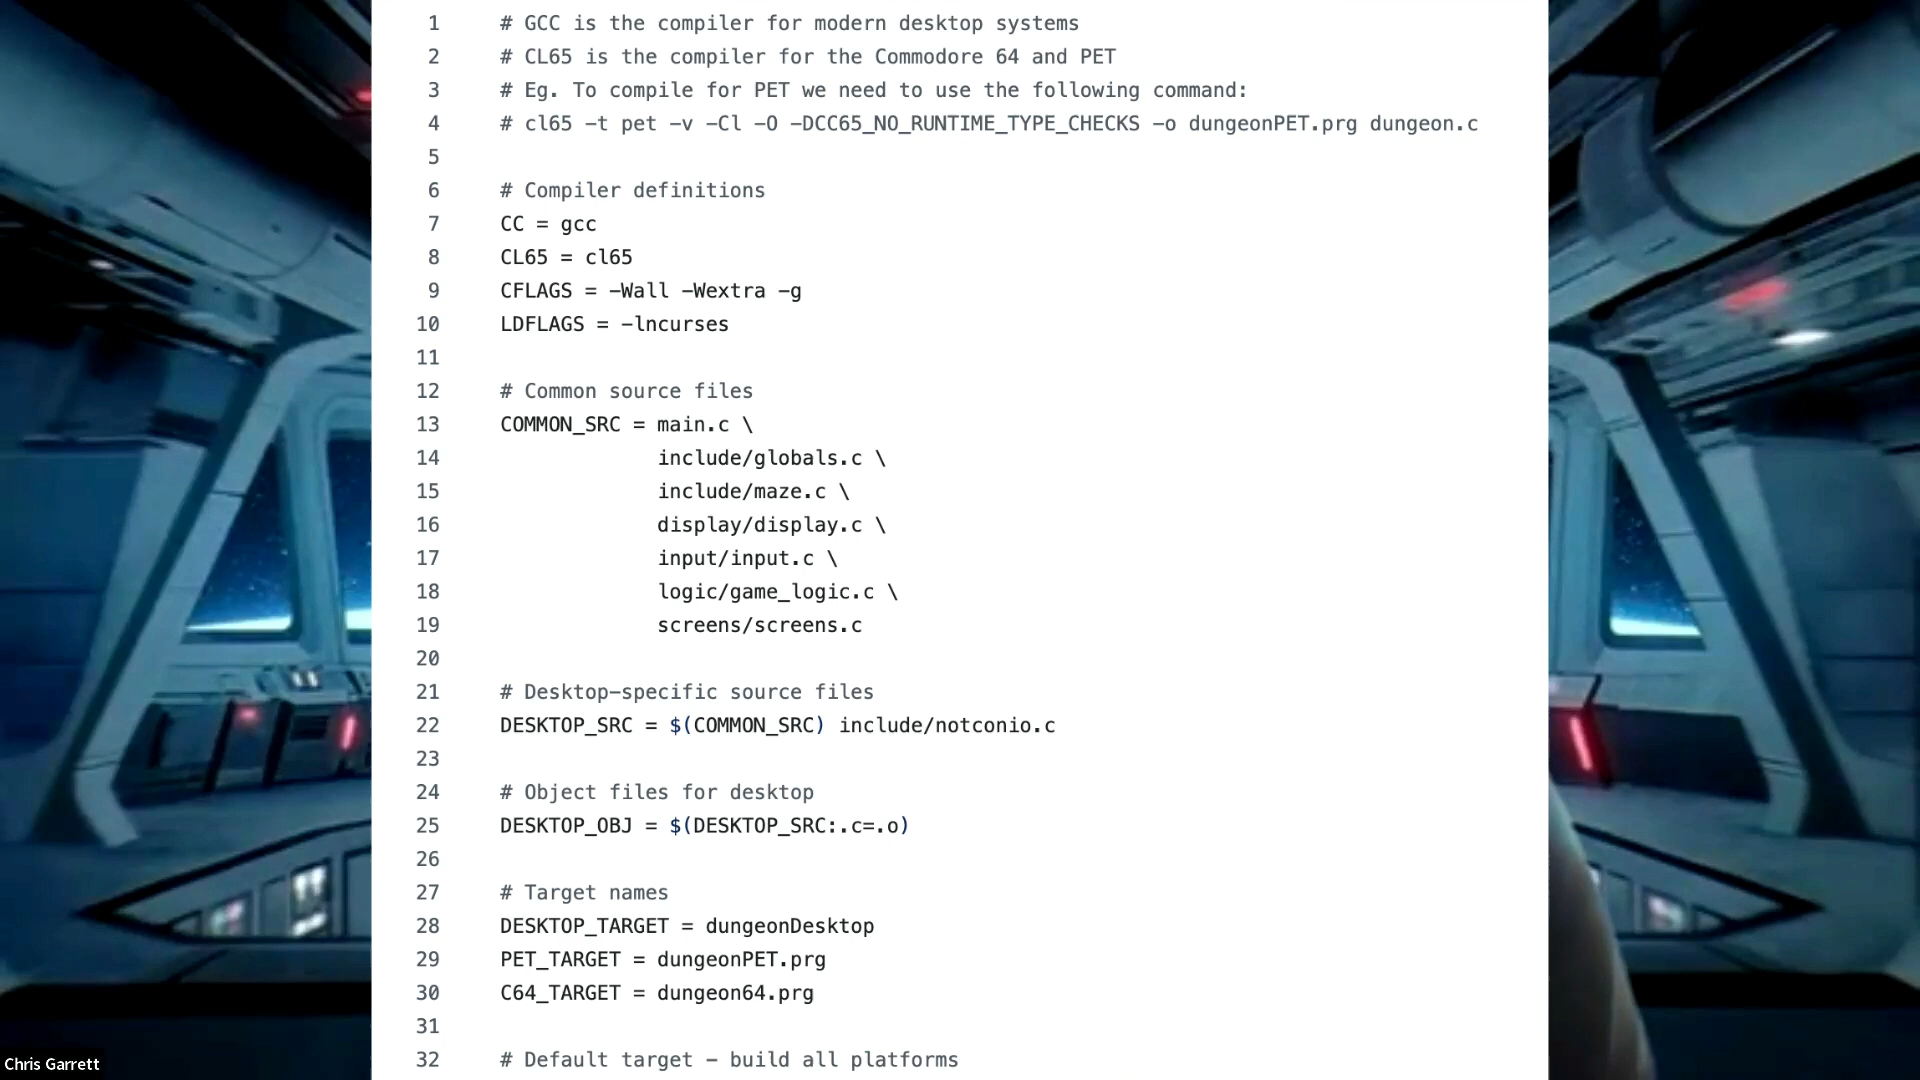 1 # GCC is the compiler for modern desktop systems
2 # CL65 is the compiler for the Commodore 64 and PET
3 # Eg. To compile for PET we need to use the following command:
4 # cl65 -t pet -v -Cl -O -DCC65_NO_RUNTIME_TYPE_CHECKS -o dungeonPET.prg dungeon.c
5
6 # Compiler definitions
7 CC = gcc
8 CL65 = cl65
9 CFLAGS = -Wall -Wextra -g
10 LDFLAGS = -lncurses
11
12 # Common source files
13 COMMON_SRC = main.c \
14 include/globals.c \
15 include/maze.c \
16 display/display.c \
17 input/input.c \
18 logic/game_logic.c \
19 screens/screens.c
20
21 # Desktop-specific source files
22 DESKTOP_SRC = $(COMMON_SRC) include/notconio.c
23
24 # Object files for desktop
25 DESKTOP_OBJ = $(DESKTOP_SRC:.c=.o)
26
27 # Target names
28 DESKTOP_TARGET = dungeonDesktop
29 PET_TARGET = dungeonPET.prg
30 C64_TARGET = dungeon64.prg
31
32 # Default target - build all platforms
Chris Garrett